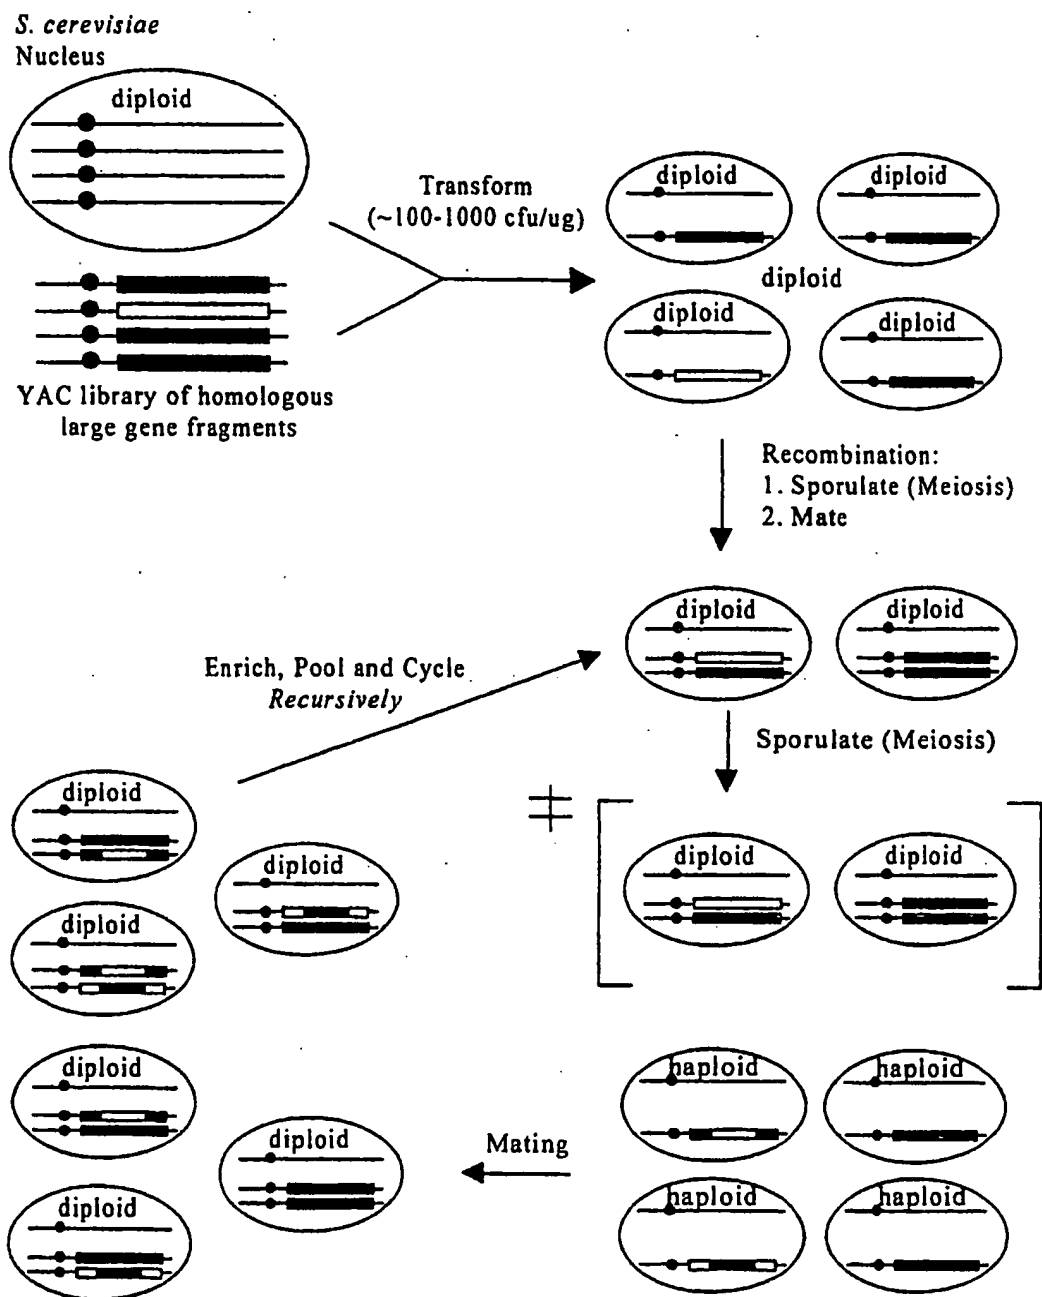 S. cerevisiae
Nucleus
diploid
Transform
(~100-1000 cfu/ug)
diploid
diploid
diploid
diploid
diploid
YAC library of homologous
large gene fragments
Recombination:
1. Sporulate (Meiosis)
2. Mate
diploid
diploid
Enrich, Pool and Cycle
Recursively
Sporulate (Meiosis)
diploid
diploid
diploid
diploid
diploid
diploid
haploid
haploid
diploid
Mating
haploid
haploid
diploid